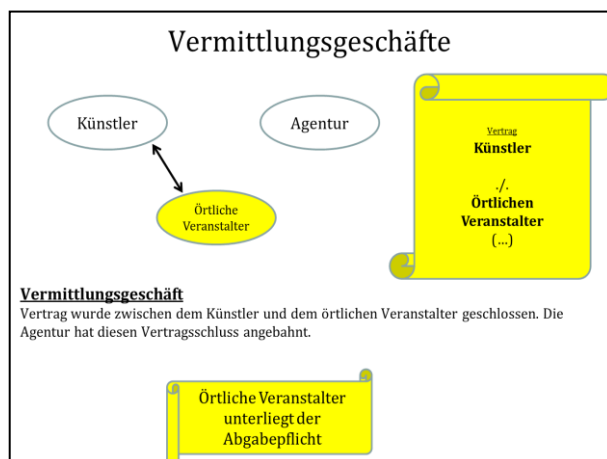 Vermittlungsgeschäfte
Künstler
Agentur
Örtliche
Veranstalter
Vertrag
Künstler
./.
Örtlichen
Veranstalter
(...)
Vermittlungsgeschäft
Vertrag wurde zwischen dem Künstler und dem örtlichen Veranstalter geschlossen. Die
Agentur hat diesen Vertragsschluss angebahnt.
Örtliche Veranstalter
unterliegt der
Abgabepflicht